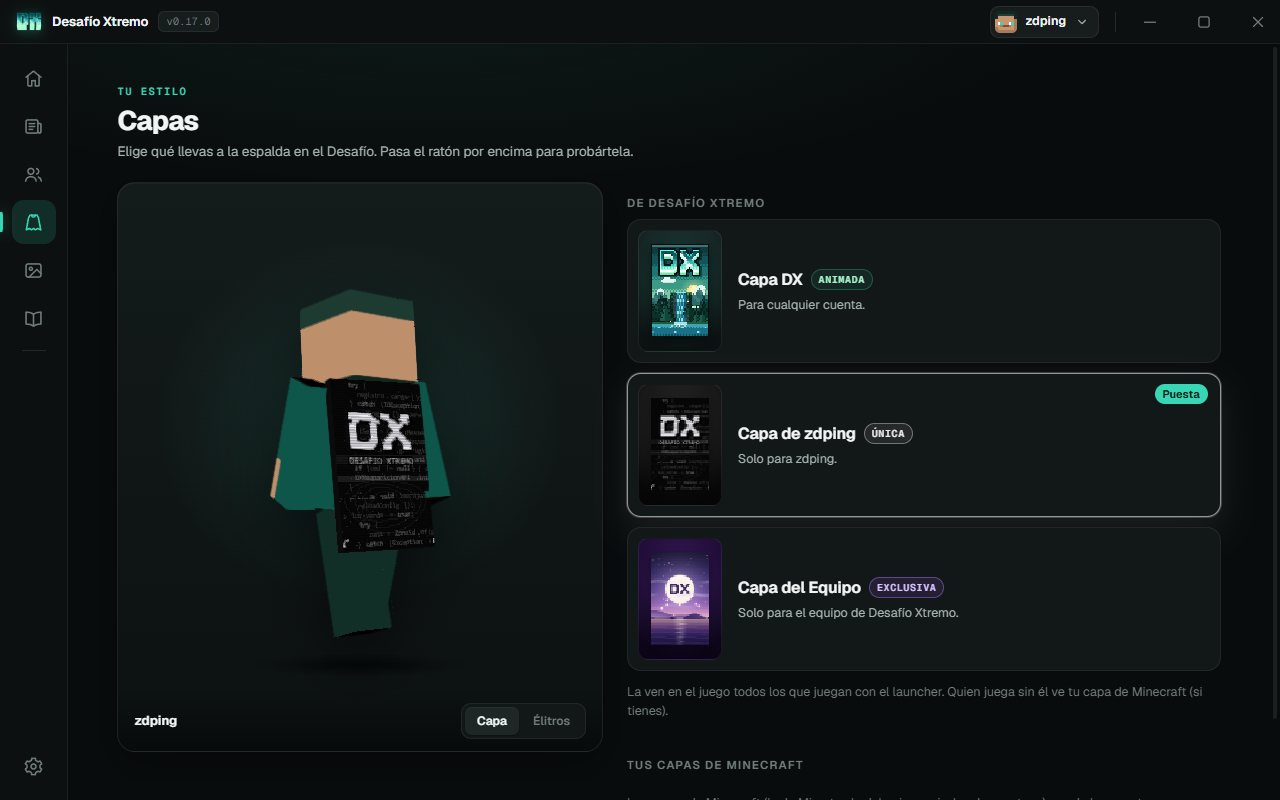 DX
Desafío Xtremo v0.17.0
zdping
TU ESTILO
Capas
Elige qué llevas a la espalda en el Desafío. Pasa el ratón por encima para probártela.
DE DESAFÍO XTREMO
DX
Capa DX ANIMADA
Para cualquier cuenta.
Puesta
DX
Capa de zdping ÚNICA
Solo para zdping.
DX
Capa del Equipo EXCLUSIVA
Solo para el equipo de Desafío Xtremo.
La ven en el juego todos los que juegan con el launcher. Quien juega sin él ve tu capa de Minecraft (si
tienes).
TUS CAPAS DE MINECRAFT
try {
DX
DESAFÍO XTREMO
zdping
Capa Élitros